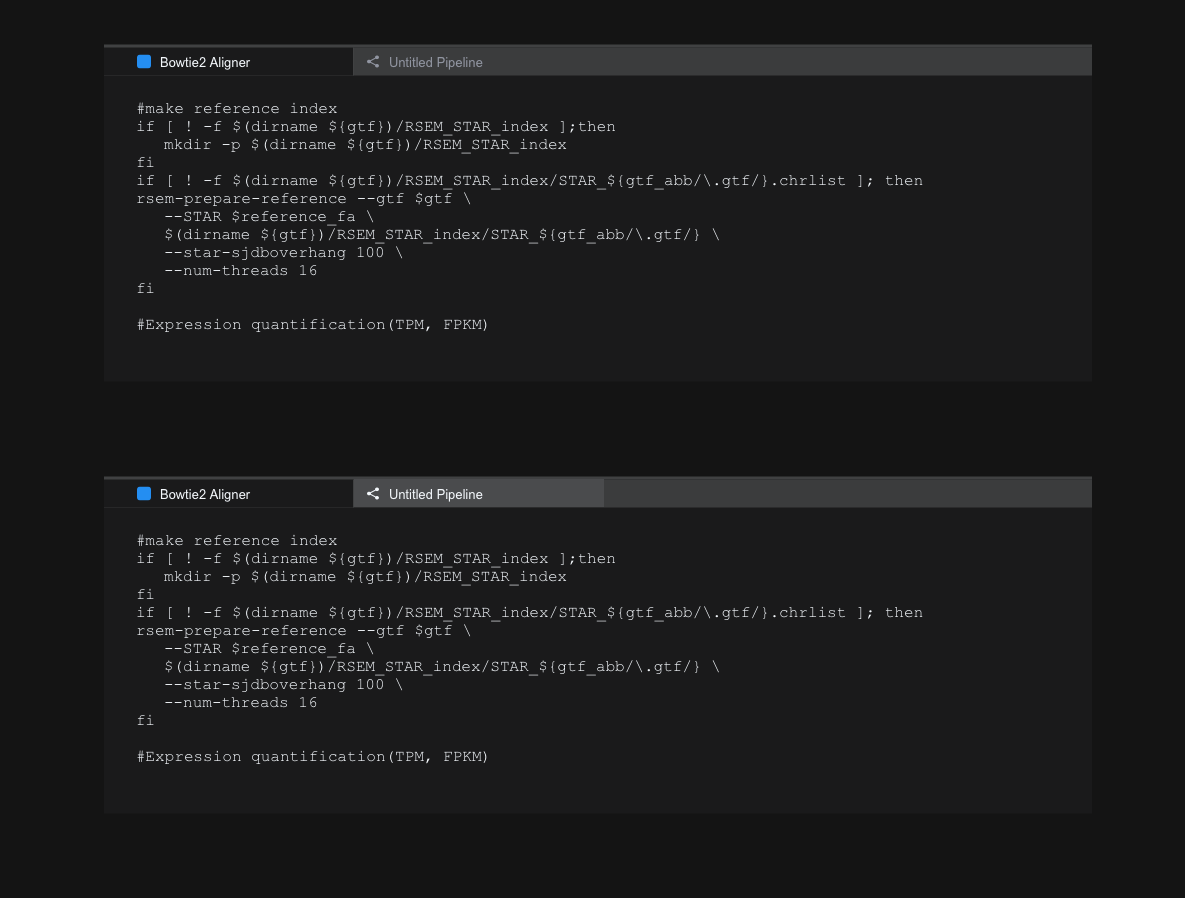 Bowtie2 Aligner
Untitled Pipeline
#make reference index
if [ ! -f $(dirname ${gtf})/RSEM_STAR_index ];then
   mkdir -p $(dirname ${gtf})/RSEM_STAR_index
fi
if [ ! -f $(dirname ${gtf})/RSEM_STAR_index/STAR_${gtf_abb/\.gtf/}.chrlist ]; then
rsem-prepare-reference --gtf $gtf \
   --STAR $reference_fa \
   $(dirname ${gtf})/RSEM_STAR_index/STAR_${gtf_abb/\.gtf/} \
   --star-sjdboverhang 100 \
   --num-threads 16
fi
#Expression quantification(TPM, FPKM)
Bowtie2 Aligner
Untitled Pipeline
#make reference index
if [ ! -f $(dirname ${gtf})/RSEM_STAR_index ];then
   mkdir -p $(dirname ${gtf})/RSEM_STAR_index
fi
if [ ! -f $(dirname ${gtf})/RSEM_STAR_index/STAR_${gtf_abb/\.gtf/}.chrlist ]; then
rsem-prepare-reference --gtf $gtf \
   --STAR $reference_fa \
   $(dirname ${gtf})/RSEM_STAR_index/STAR_${gtf_abb/\.gtf/} \
   --star-sjdboverhang 100 \
   --num-threads 16
fi
#Expression quantification(TPM, FPKM)